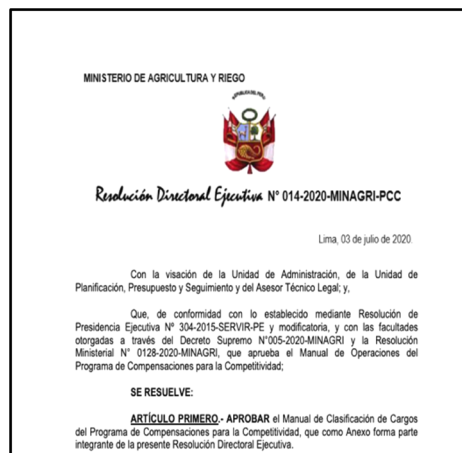 MINISTERIO DE AGRICULTURA Y RIEGO
REPUBLICA DEL PERU
Resolución Directoral Ejecutiva N° 014-2020-MINAGRI-PCC
Lima, 03 de julio de 2020.
Con la visación de la Unidad de Administración, de la Unidad de
Planificación, Presupuesto y Seguimiento y del Asesor Técnico Legal; y,
Que, de conformidad con lo establecido mediante Resolución de
Presidencia Ejecutiva Nº 304-2015-SERVIR-PE y modificatoria, y con las facultades
otorgadas a través del Decreto Supremo N°005-2020-MINAGRI y la Resolución
Ministerial N° 0128-2020-MINAGRI, que aprueba el Manual de Operaciones del
Programa de Compensaciones para la Competitividad;
SE RESUELVE:
ARTÍCULO PRIMERO.- APROBAR el Manual de Clasificación de Cargos
del Programa de Compensaciones para la Competitividad, que como Anexo forma parte
integrante de la presente Resolución Directoral Ejecutiva.